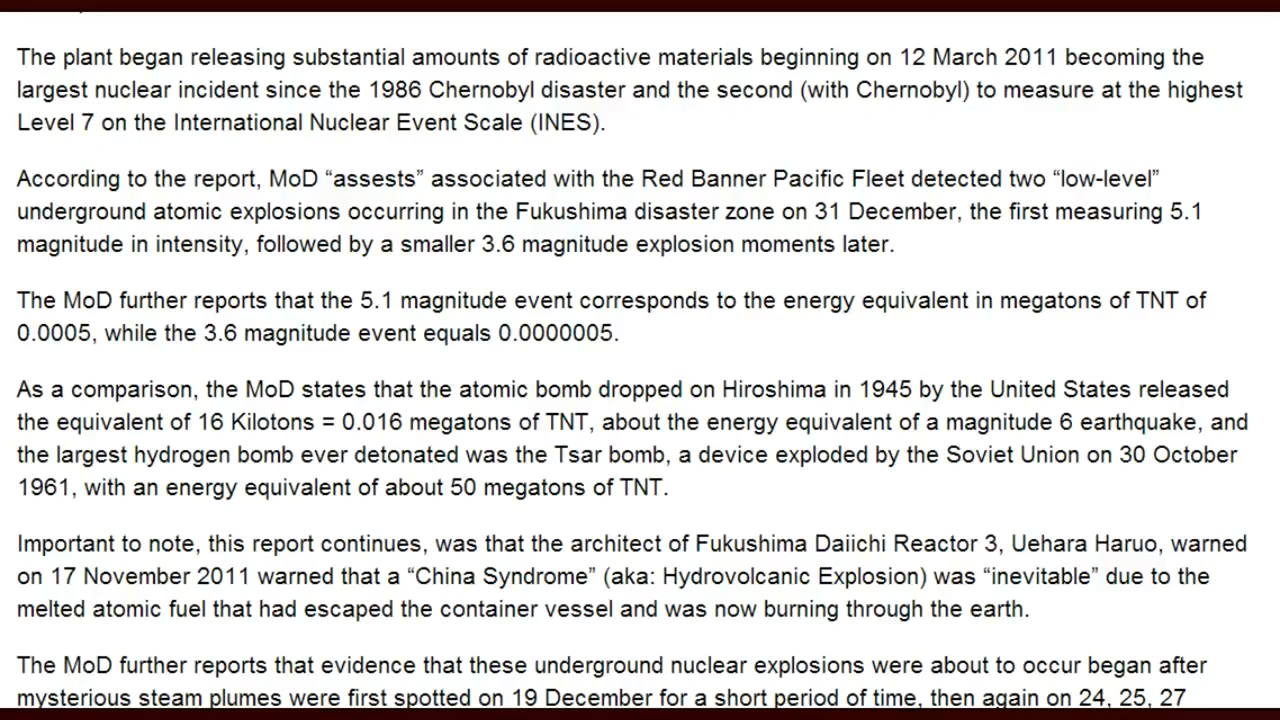 The plant began releasing substantial amounts of radioactive materials beginning on 12 March 2011 becoming the
largest nuclear incident since the 1986 Chernobyl disaster and the second (with Chernobyl) to measure at the highest
Level 7 on the International Nuclear Event Scale (INES).
According to the report, MoD “assests” associated with the Red Banner Pacific Fleet detected two “low-level”
underground atomic explosions occurring in the Fukushima disaster zone on 31 December, the first measuring 5.1
magnitude in intensity, followed by a smaller 3.6 magnitude explosion moments later.
The MoD further reports that the 5.1 magnitude event corresponds to the energy equivalent in megatons of TNT of
0.0005, while the 3.6 magnitude event equals 0.0000005.
As a comparison, the MoD states that the atomic bomb dropped on Hiroshima in 1945 by the United States released
the equivalent of 16 Kilotons = 0.016 megatons of TNT, about the energy equivalent of a magnitude 6 earthquake, and
the largest hydrogen bomb ever detonated was the Tsar bomb, a device exploded by the Soviet Union on 30 October
1961, with an energy equivalent of about 50 megatons of TNT.
Important to note, this report continues, was that the architect of Fukushima Daiichi Reactor 3, Uehara Haruo, warned
on 17 November 2011 warned that a “China Syndrome” (aka: Hydrovolcanic Explosion) was “inevitable” due to the
melted atomic fuel that had escaped the container vessel and was now burning through the earth.
The MoD further reports that evidence that these underground nuclear explosions were about to occur began after
mysterious steam plumes were first spotted on 19 December for a short period of time, then again on 24, 25, 27